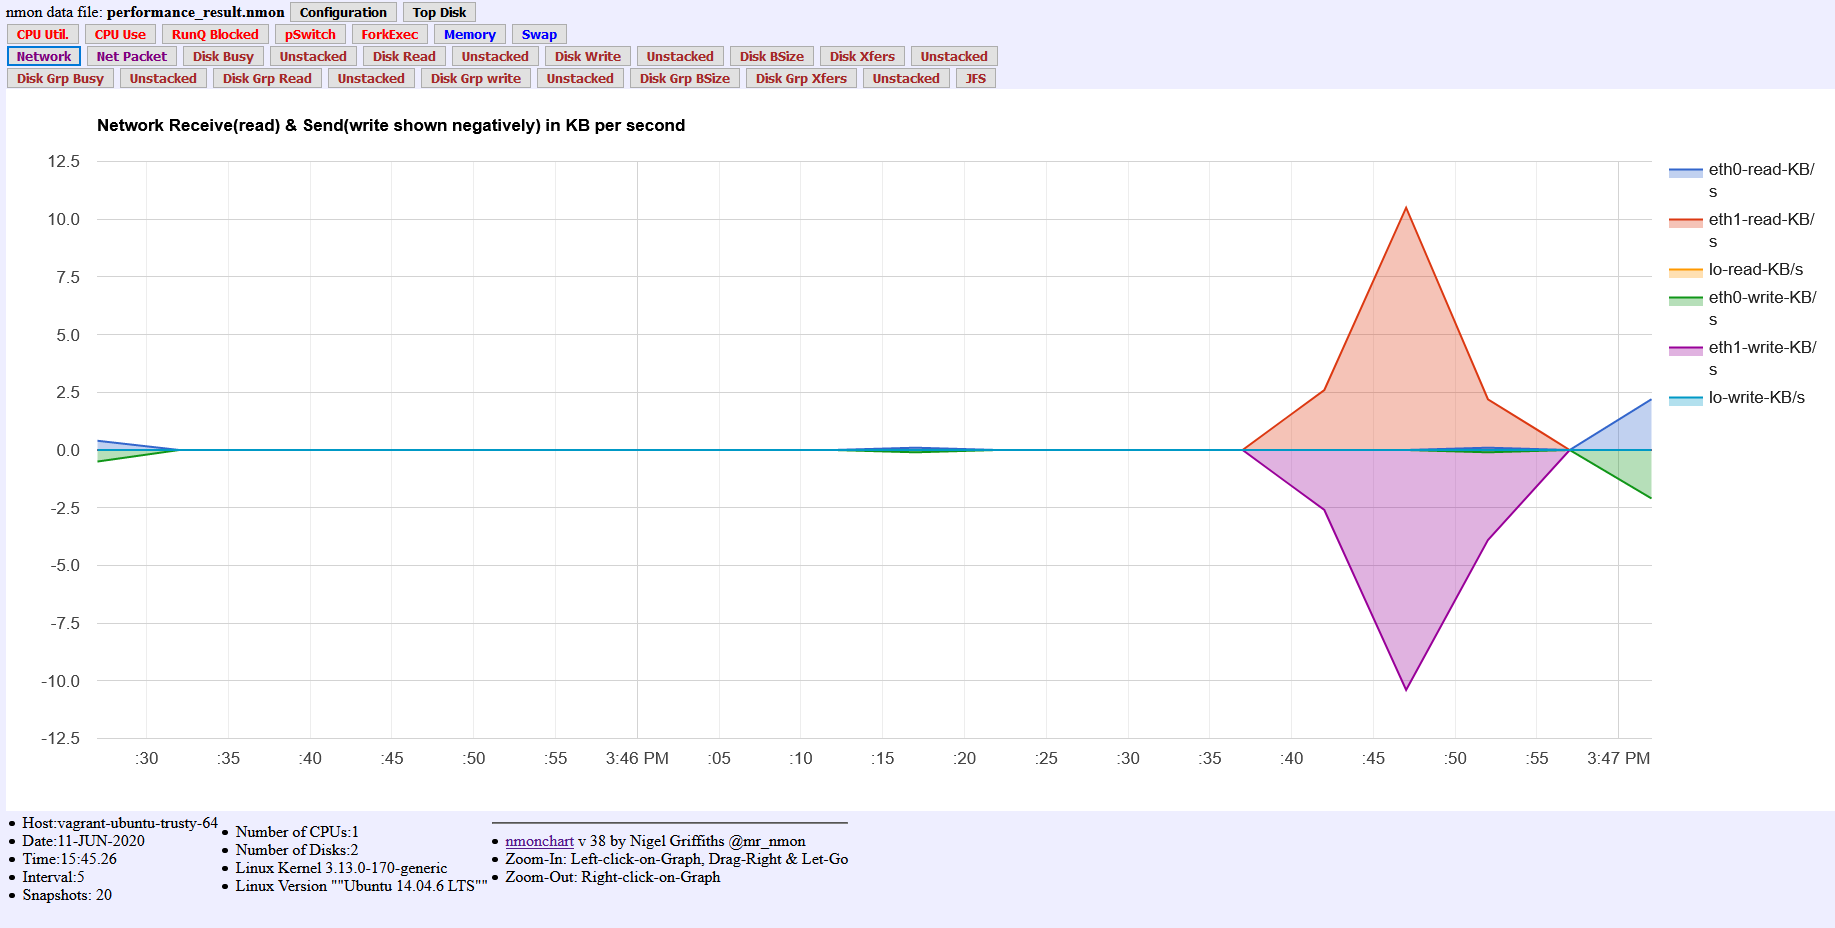 nmon data file: performance_result.nmon Configuration Top Disk
CPU Util. CPU Use RunQ Blocked pSwitch ForkExec Memory Swap
Network Net Packet Disk Busy Unstacked Disk Read Unstacked Disk Write Unstacked Disk BSize Disk Xfers Unstacked
Disk Grp Busy Unstacked Disk Grp Read Unstacked Disk Grp write Unstacked Disk Grp BSize Disk Grp Xfers Unstacked JFS
Network Receive(read) & Send(write shown negatively) in KB per second
12.5
10.0
7.5
5.0
2.5
0.0
-2.5
-5.0
-7.5
-10.0
-12.5
:30 :35 :40 :45 :50 :55 3:46 PM :05 :10 :15 :20 :25 :30 :35 :40 :45 :50 :55 3:47 PM
eth0-read-KB/
s
eth1-read-KB/
s
lo-read-KB/s
eth0-write-KB/
s
eth1-write-KB/
s
lo-write-KB/s
Host:vagrant-ubuntu-trusty-64
Date:11-JUN-2020
Time:15:45.26
Interval:5
Snapshots: 20
Number of CPUs:1
Number of Disks:2
Linux Kernel 3.13.0-170-generic
Linux Version ""Ubuntu 14.04.6 LTS""
nmonchart v 38 by Nigel Griffiths @mr_nmon
Zoom-In: Left-click-on-Graph, Drag-Right & Let-Go
Zoom-Out: Right-click-on-Graph